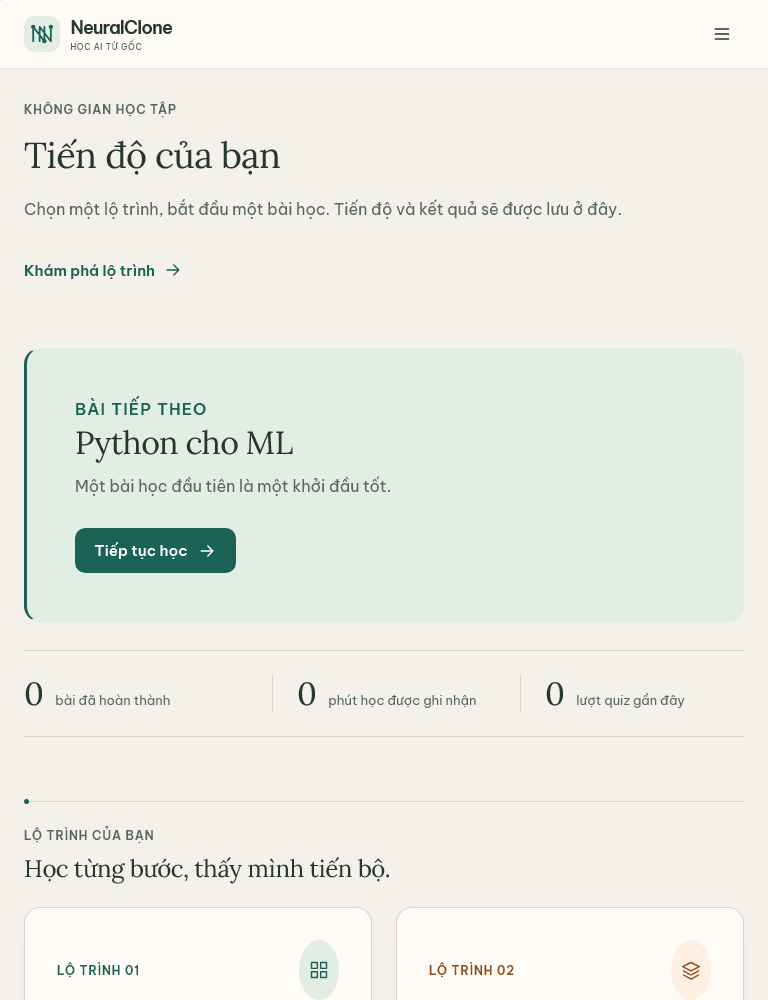 NeuralClone
HỌC AI TỪ GỐC
KHÔNG GIAN HỌC TẬP
Tiến độ của bạn
Chọn một lộ trình, bắt đầu một bài học. Tiến độ và kết quả sẽ được lưu ở đây.
Khám phá lộ trình →
BÀI TIẾP THEO
Python cho ML
Một bài học đầu tiên là một khởi đầu tốt.
Tiếp tục học →
0 bài đã hoàn thành
0 phút học được ghi nhận
0 lượt quiz gần đây
LỘ TRÌNH CỦA BẠN
Học từng bước, thấy mình tiến bộ.
LỘ TRÌNH 01
LỘ TRÌNH 02